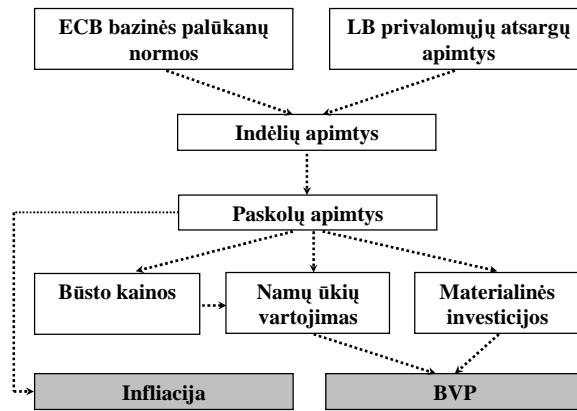 ECB bazinės palūkanų
normos
LB privalomųjų atsargų
apimtys
Indėlių apimtys
Paskolų apimtys
Būsto kainos
Namų ūkių
vartojimas
Materialinės
investicijos
Infliacija
BVP